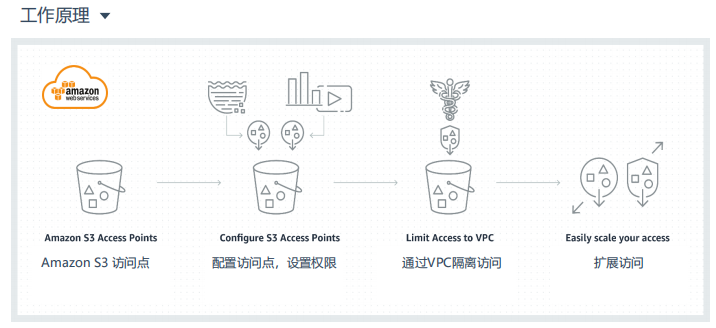 工作原理
amazon
webservices
Amazon S3 Access Points
Configure S3 Access Points
Limit Access to VPC
Easily scale your access
Amazon S3 访问点
配置访问点，设置权限
通过VPC隔离访问
扩展访问